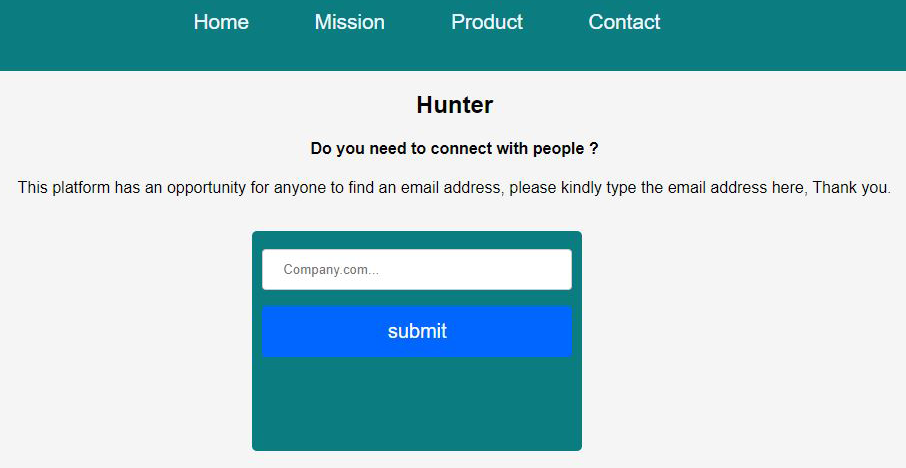 Home Mission Product Contact
Hunter
Do you need to connect with people ?
This platform has an opportunity for anyone to find an email address, please kindly type the email address here, Thank you.
Company.com...
submit